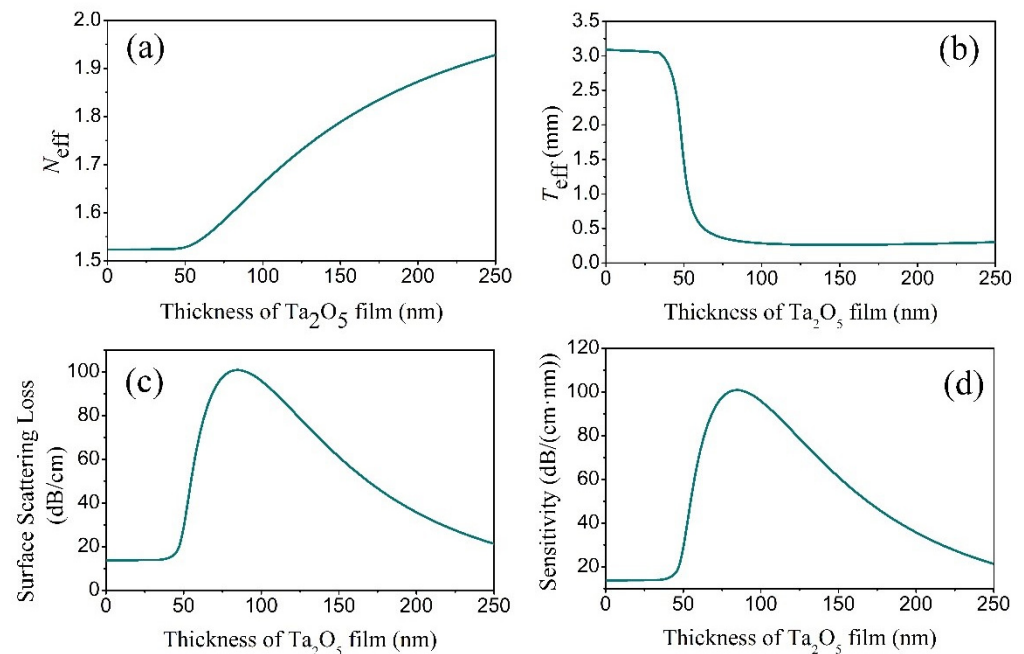 (a)
2.0
1.9
1.8
1.7
1.6
1.5
Neff
0 50 100 150 200 250
Thickness of Ta2O5 film (nm)
(b)
3.5
3.0
2.5
2.0
1.5
1.0
0.5
0.0
Teff (mm)
0 50 100 150 200 250
Thickness of Ta2O5 film (nm)
(c)
100
80
60
40
20
0
Surface Scattering Loss
(dB/cm)
0 50 100 150 200 250
Thickness of Ta2O5 film (nm)
(d)
120
100
80
60
40
20
Sensitivity (dB/(cm·nm))
0 50 100 150 200 250
Thickness of Ta2O5 film (nm)